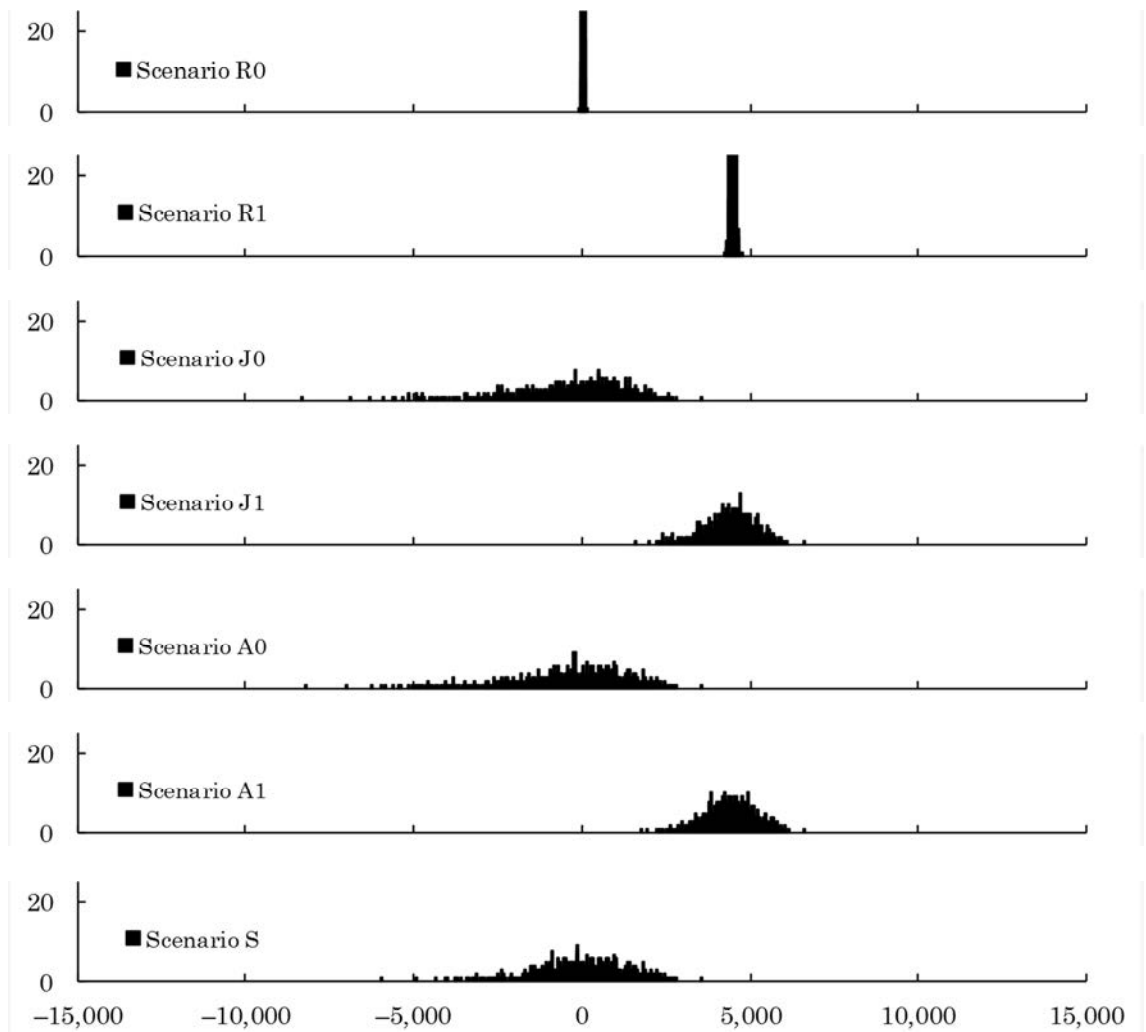 20
■ Scenario R0
0
20
■ Scenario R1
0
20
■ Scenario J0
0
20
■ Scenario J1
0
20
■ Scenario A0
0
20
■ Scenario A1
0
20
■ Scenario S
0
–15,000 –10,000 –5,000 0 5,000 10,000 15,000